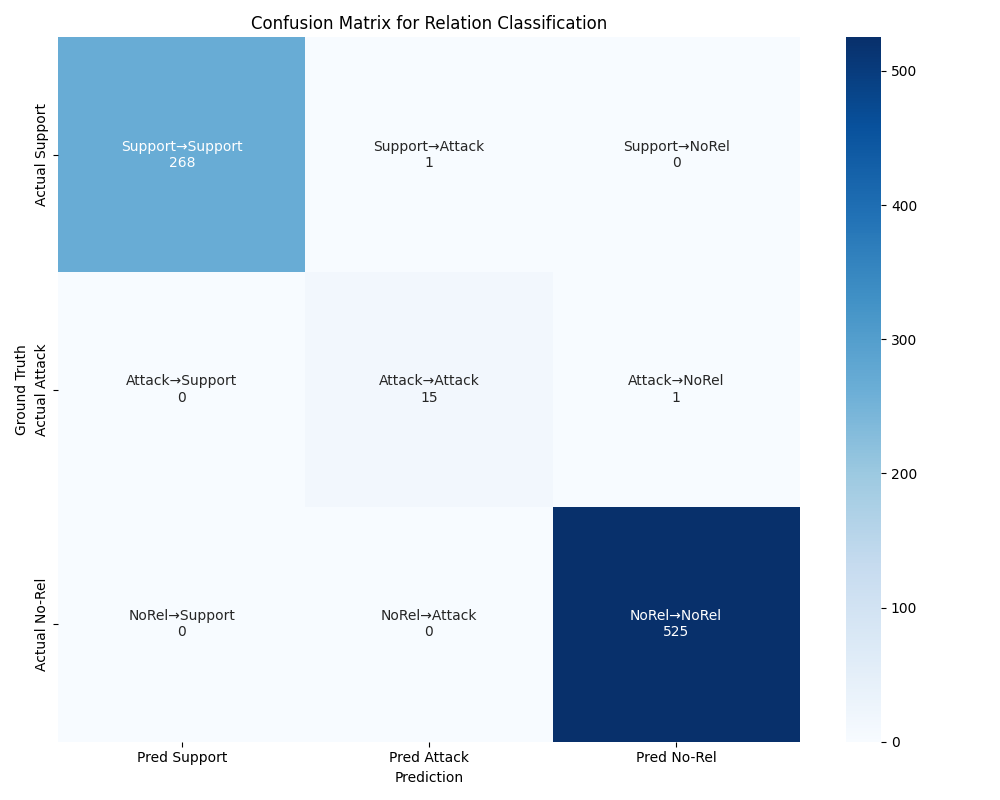 Confusion Matrix for Relation Classification
Ground Truth
Actual Support
Support→Support
268
Support→Attack
1
Support→NoRel
0
Actual Attack
Attack→Support
0
Attack→Attack
15
Attack→NoRel
1
Actual No-Rel
NoRel→Support
0
NoRel→Attack
0
NoRel→NoRel
525
Pred Support
Pred Attack
Pred No-Rel
Prediction
500
400
300
200
100
0